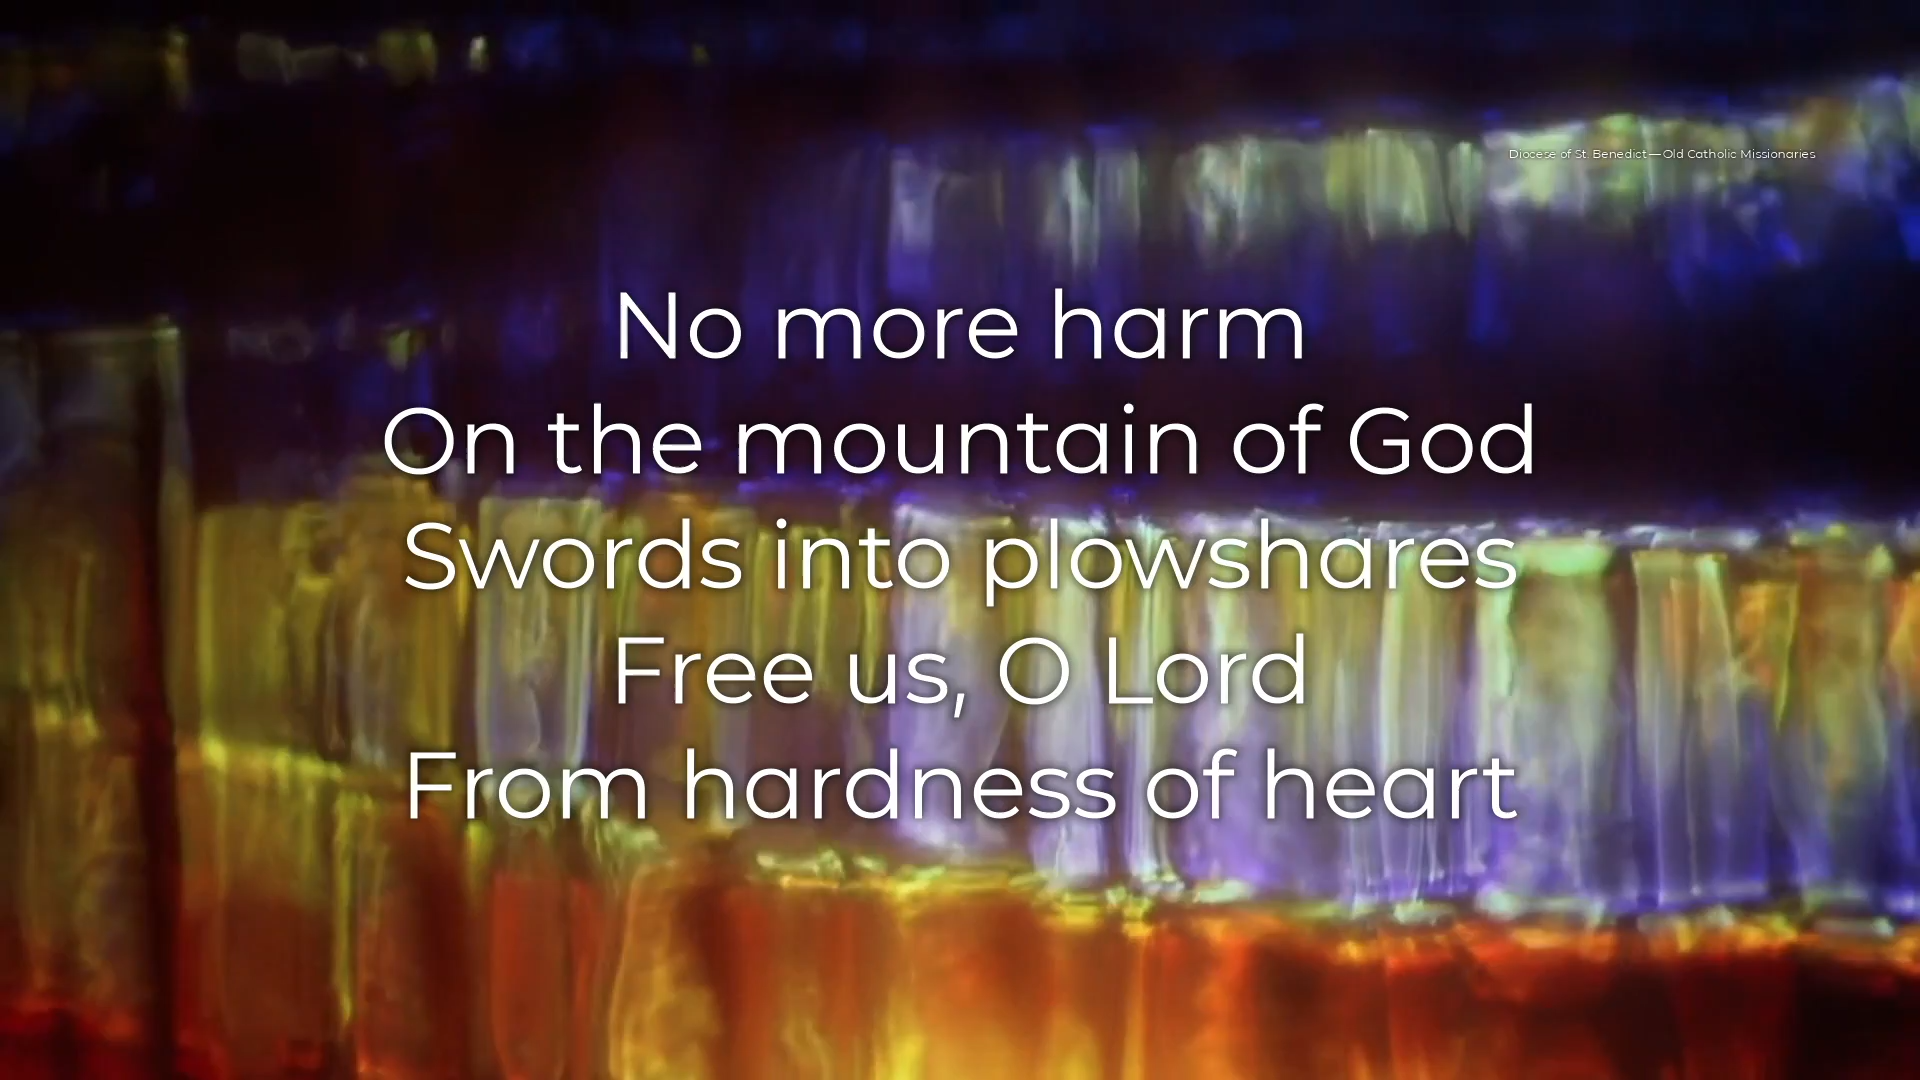 Diocese of St. Benedict — Old Catholic Missionaries
No more harm
On the mountain of God
Swords into plowshares
Free us, O Lord
From hardness of heart